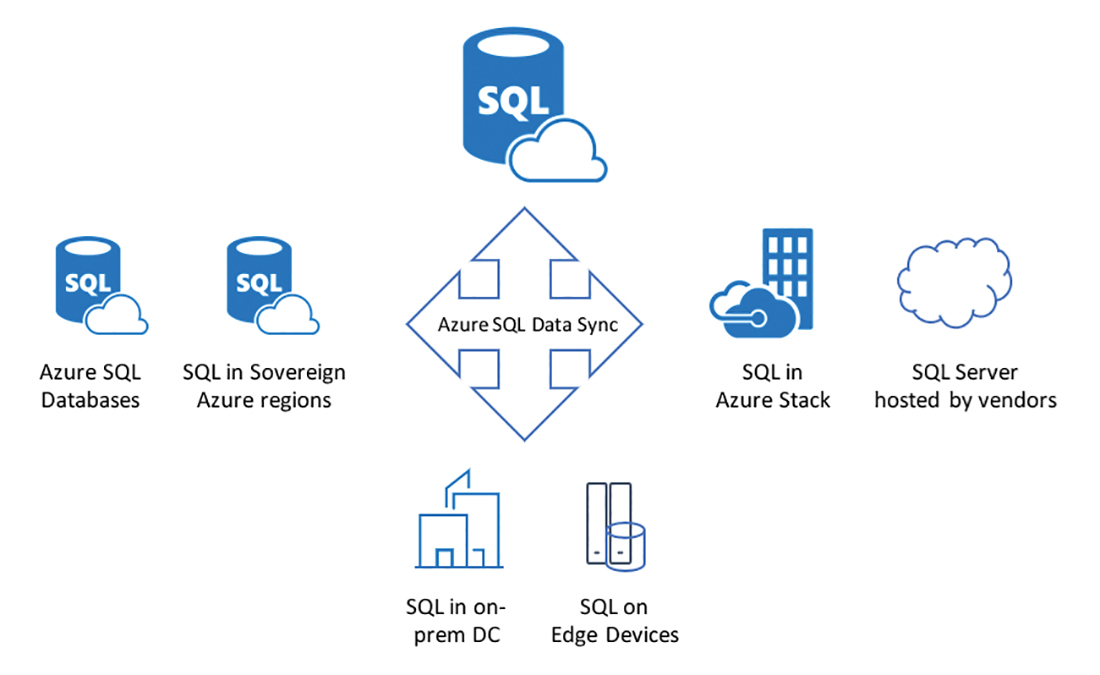 SQL
SQL
SQL
Azure SQL Data Sync
Azure SQL
Databases
SQL in Sovereign
Azure regions
SQL in
Azure Stack
SQL Server
hosted by vendors
SQL in on-
prem DC
SQL on
Edge Devices